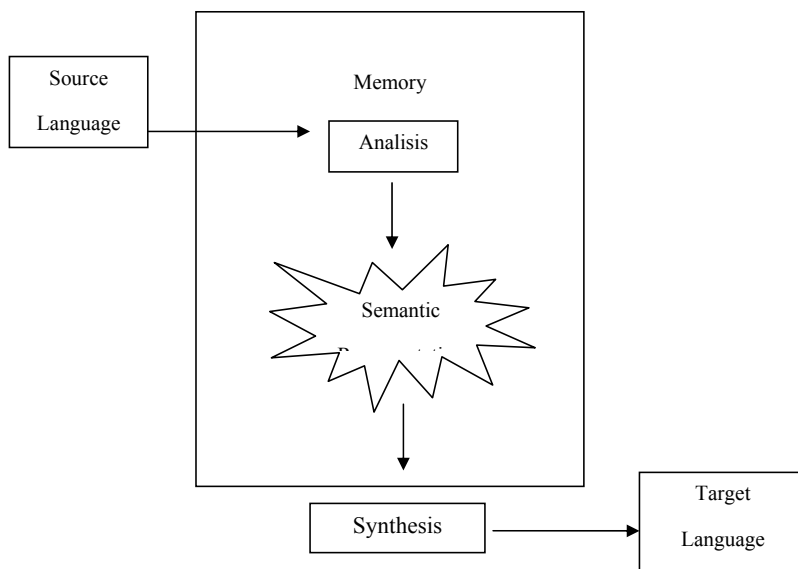 Source
Language
Memory
Analisis
Semantic
Synthesis
Target
Language